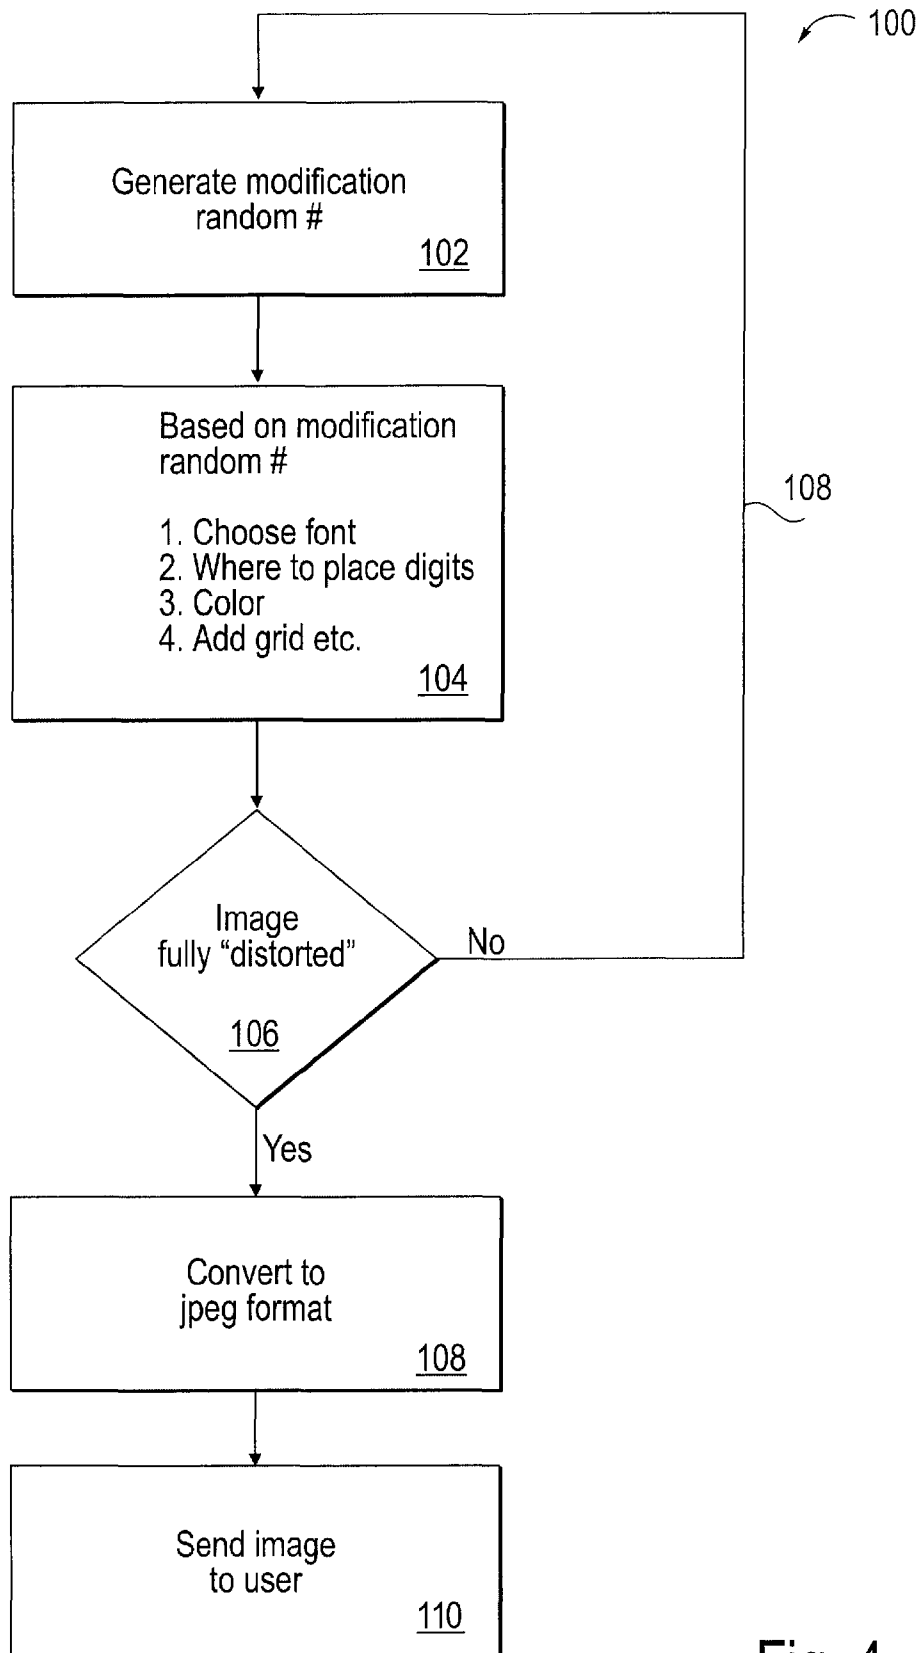 100
Generate modification
random #
102
Based on modification
random #
1. Choose font
2. Where to place digits
3. Color
4. Add grid etc.
104
108
Image
fully “distorted”
106
No
Yes
Convert to
jpeg format
108
Send image
to user
110